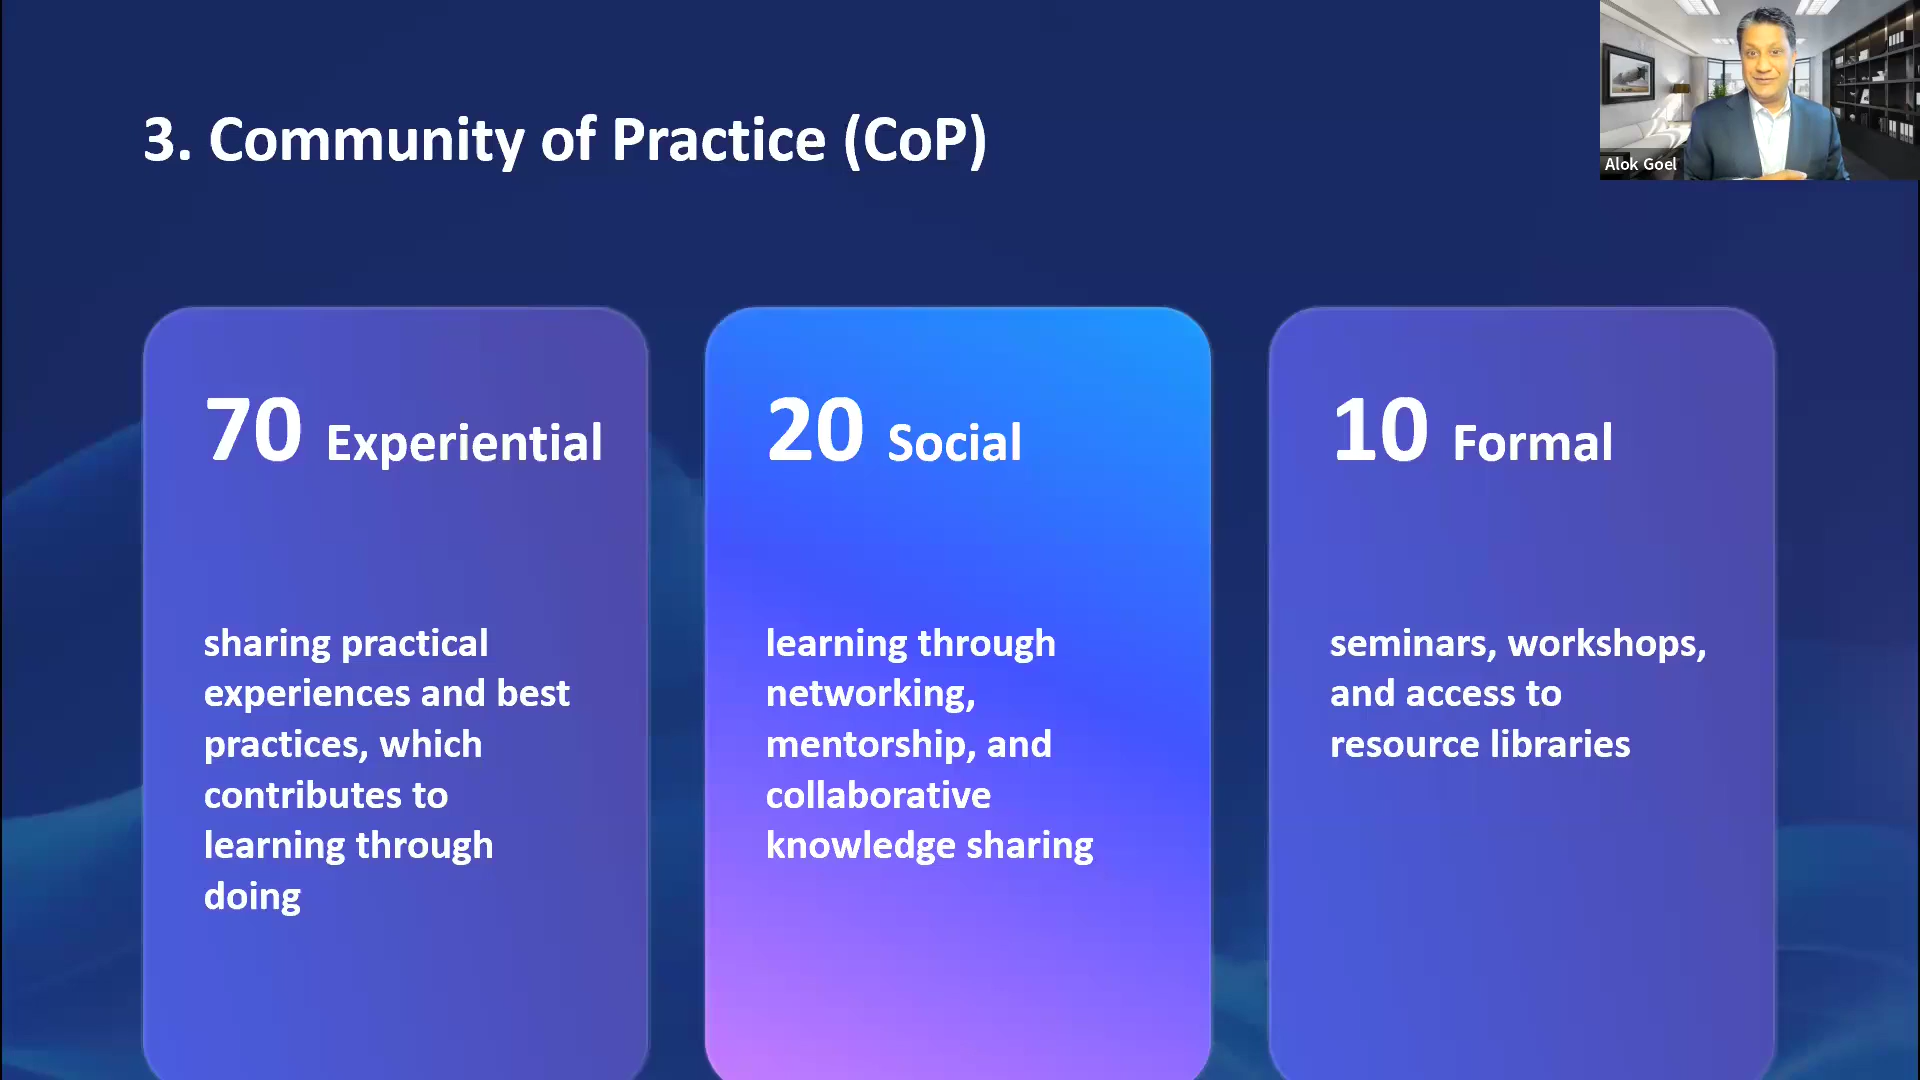 3. Community of Practice (CoP)
Alok Goel
70 Experiential
sharing practical
experiences and best
practices, which
contributes to
learning through
doing
20 Social
learning through
networking,
mentorship, and
collaborative
knowledge sharing
10 Formal
seminars, workshops,
and access to
resource libraries